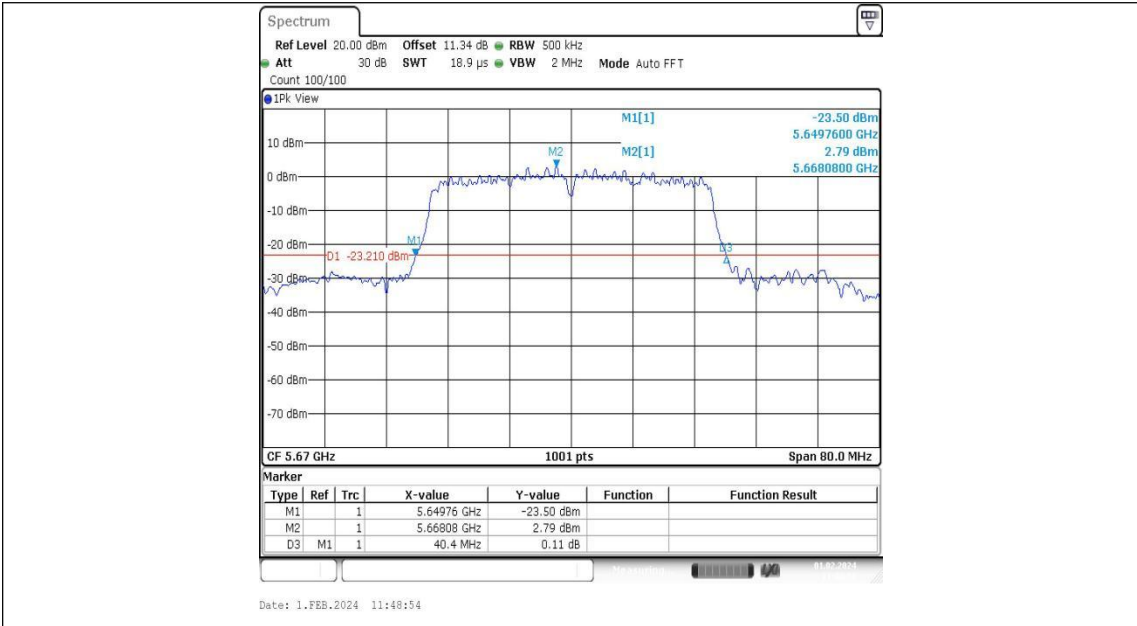 Spectrum
Ref Level 20.00 dBm Offset 11.34 dB RBW 500 kHz
Att 30 dB SWT 18.9 µs VBW 2 MHz Mode Auto FFT
Count 100/100
1Pk View
M1[1] -23.50 dBm
5.6497600 GHz
10 dBm
M2 M2[1] 2.79 dBm
5.6680800 GHz
0 dBm
-10 dBm
-20 dBm
M1 D3
D1 -23.210 dBm
-30 dBm
-40 dBm
-50 dBm
-60 dBm
-70 dBm
CF 5.67 GHz 1001 pts Span 80.0 MHz
Marker
Type Ref Trc X-value Y-value Function Function Result
M1 1 5.64976 GHz -23.50 dBm
M2 1 5.66808 GHz 2.79 dBm
D3 M1 1 40.4 MHz 0.11 dB
Measuring 01.02.2024
Date: 1.FEB.2024 11:48:54